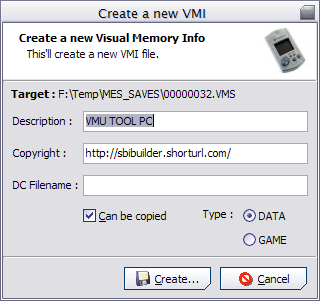 Create a new VMI
Create a new Visual Memory Info
This'll create a new VMI file.
Target : F:\Temp\MES_SAVES\00000032.VMS
Description : VMU TOOL PC
Copyright : http://sbibuilder.shorturl.com/
DC Filename :
Can be copied Type : DATA
GAME
Create... Cancel